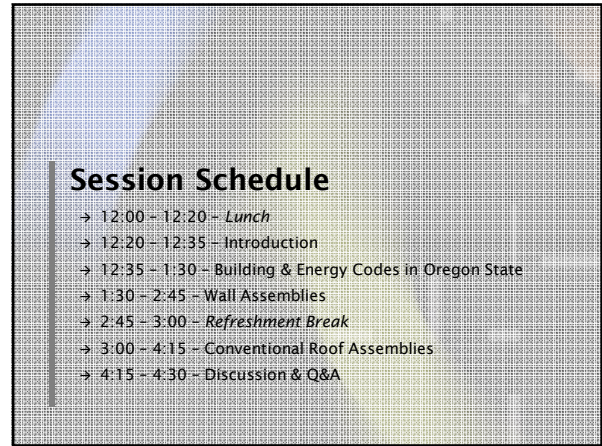 Session Schedule
→ 12:00 – 12:20 – Lunch
→ 12:20 – 12:35 – Introduction
→ 12:35 – 1:30 – Building & Energy Codes in Oregon State
→ 1:30 – 2:45 – Wall Assemblies
→ 2:45 – 3:00 – Refreshment Break
→ 3:00 – 4:15 – Conventional Roof Assemblies
→ 4:15 – 4:30 – Discussion & Q&A